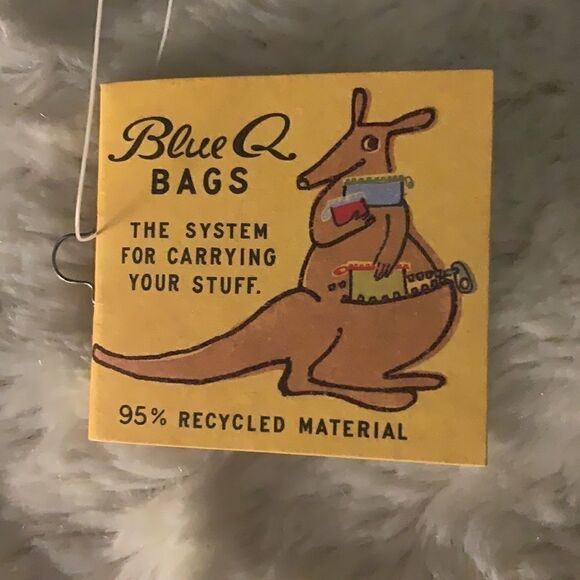 Blue Q
BAGS
THE SYSTEM
FOR CARRYING
YOUR STUFF.
95% RECYCLED MATERIAL